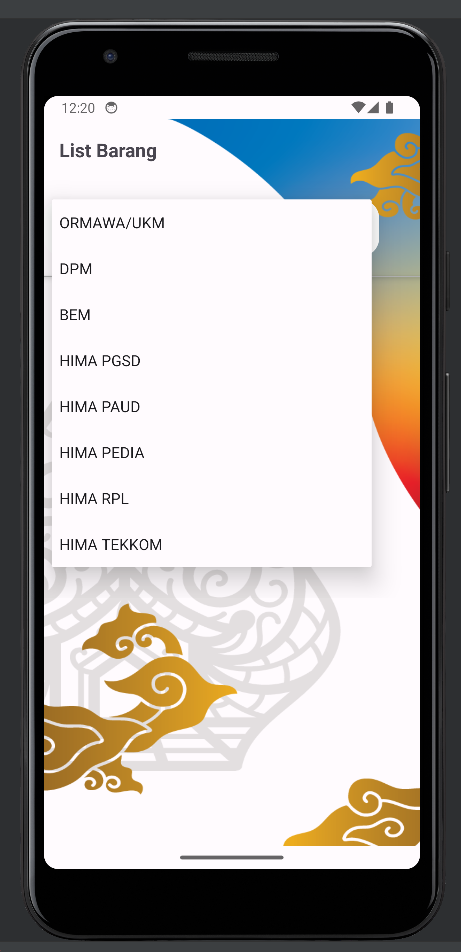 12:20
List Barang
ORMAWA/UKM
DPM
BEM
HIMA PGSD
HIMA PAUD
HIMA PEDIA
HIMA RPL
HIMA TEKKOM